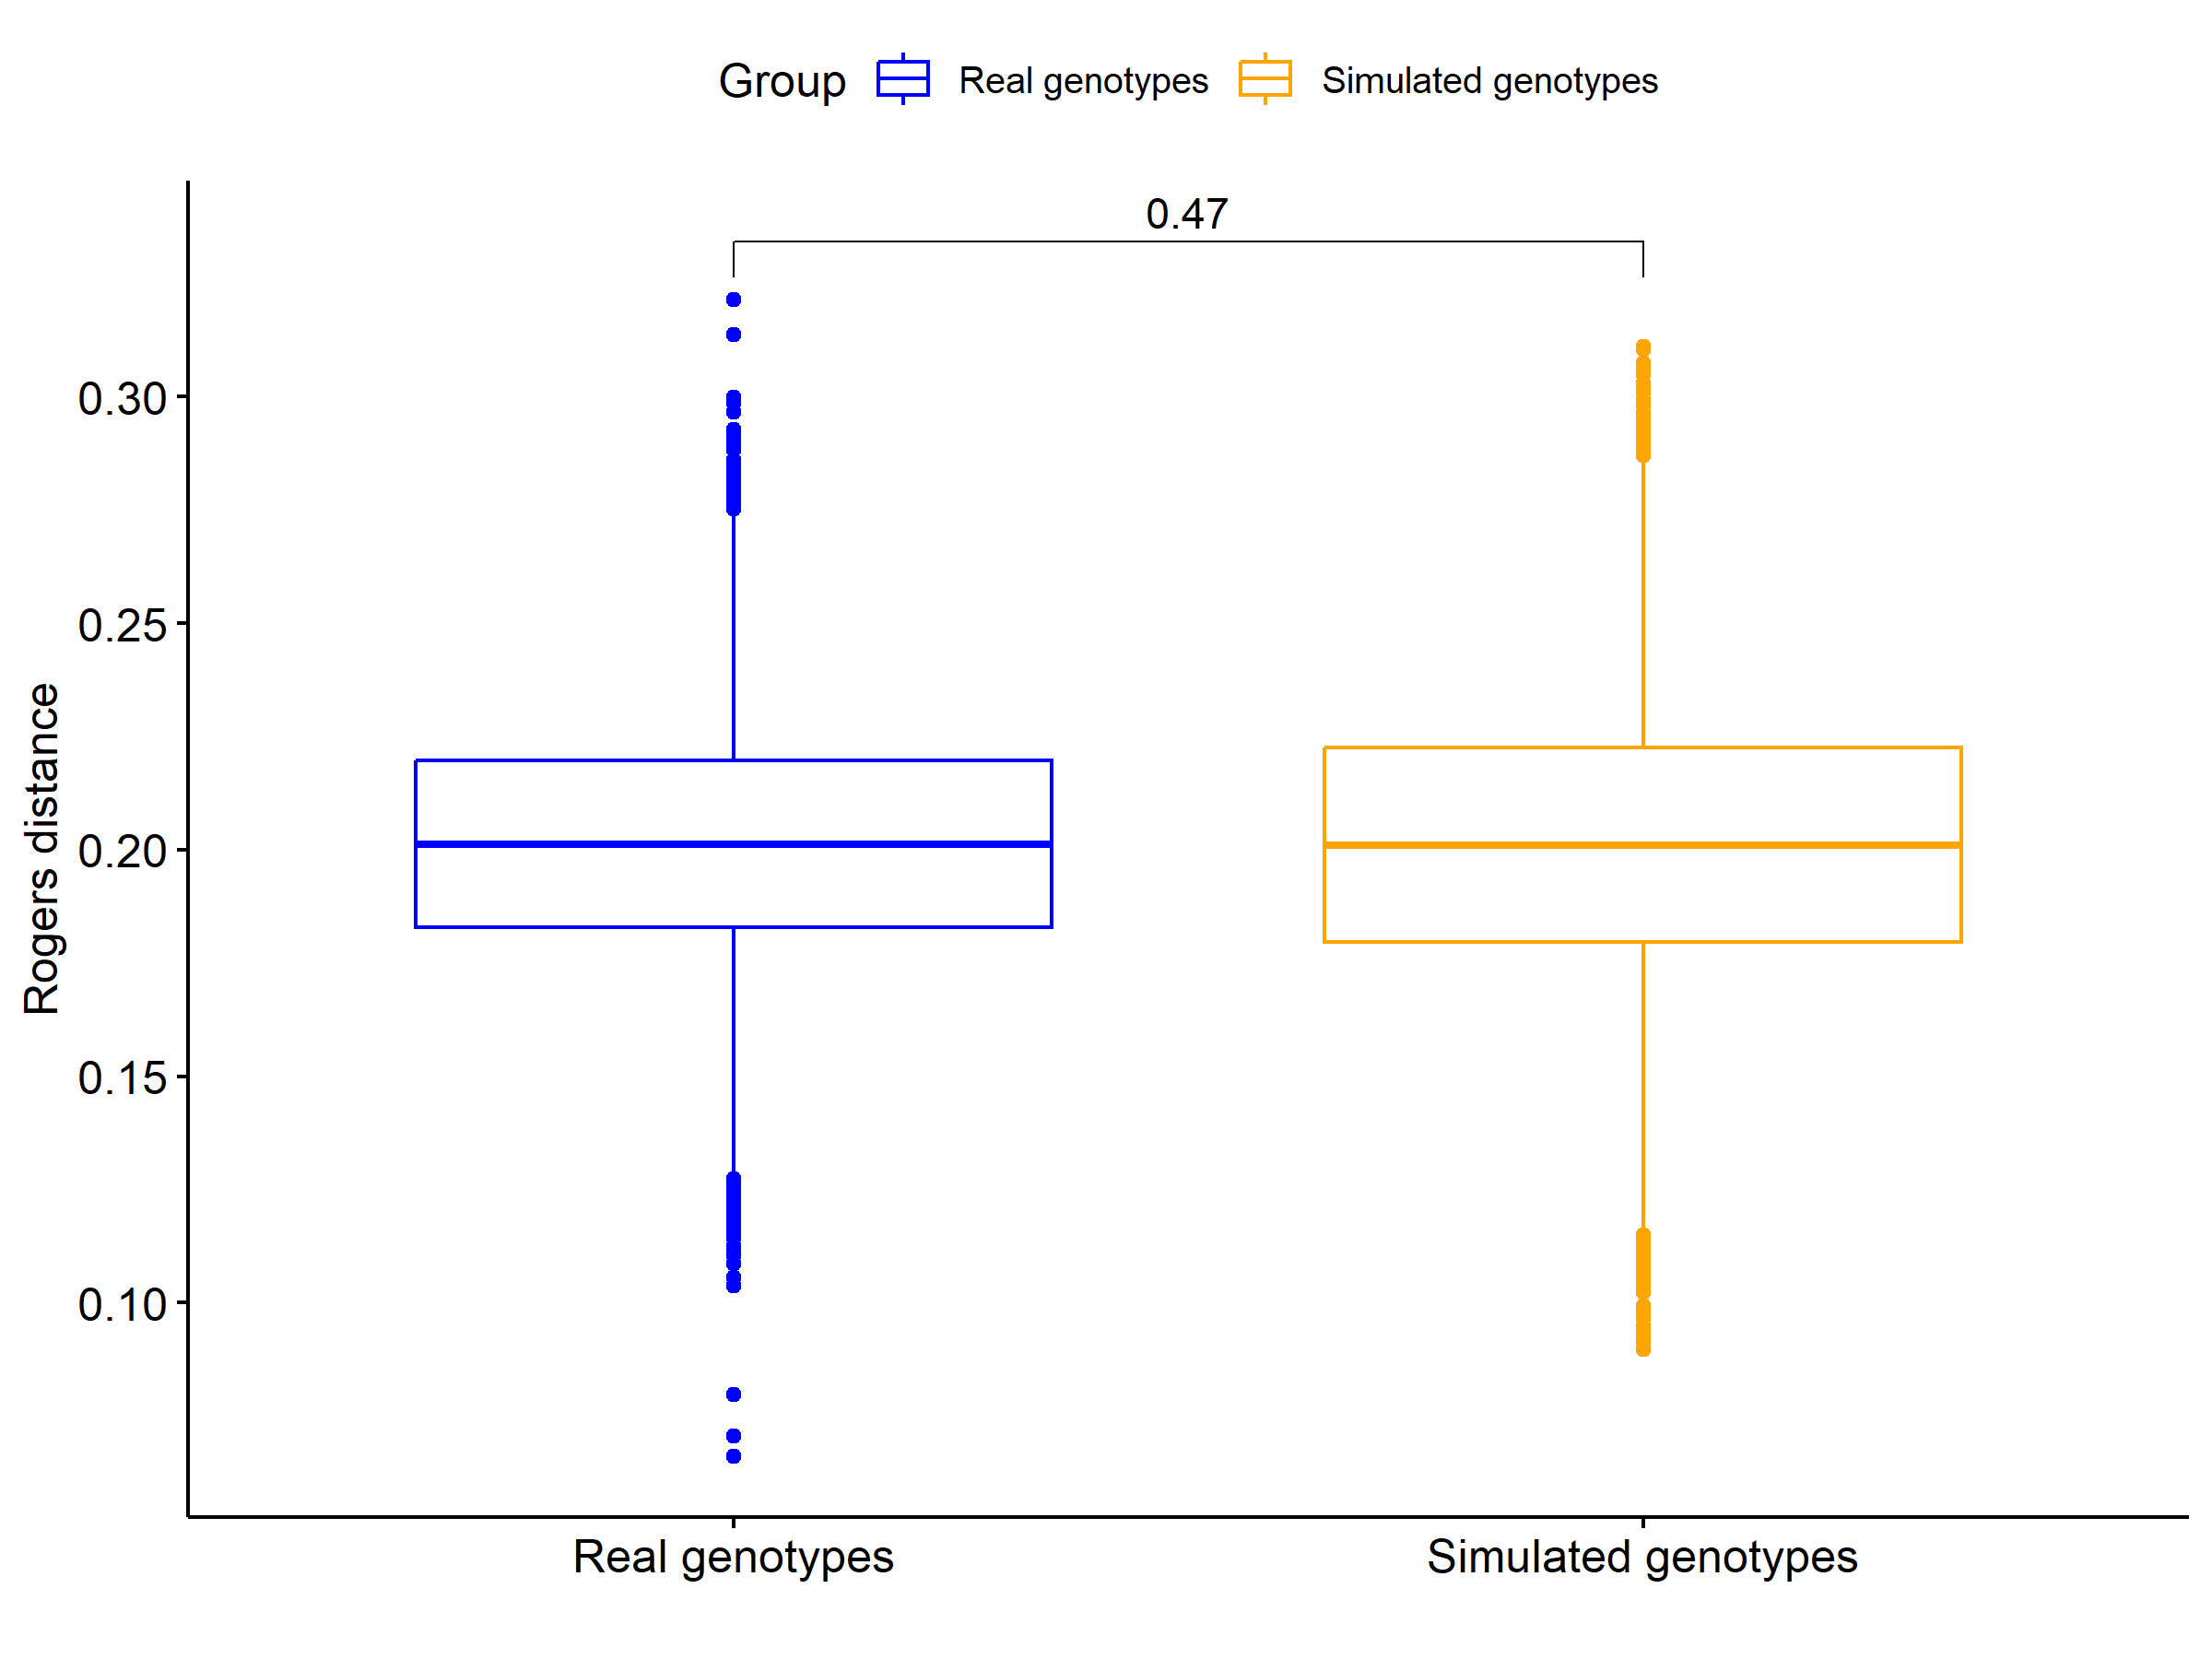 Group Real genotypes Simulated genotypes
0.47
0.30
0.25
0.20
0.15
0.10
Rogers distance
Real genotypes Simulated genotypes